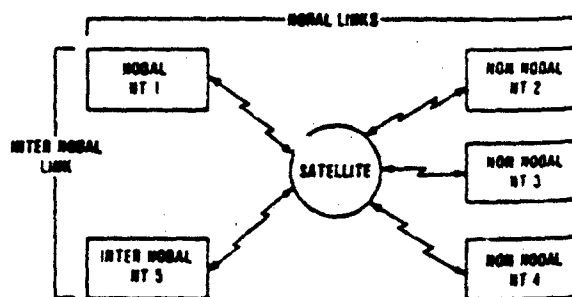 NODAL LINKS
NODAL
NT 1
NON NODAL
NT 2
INTER NODAL
LINK
SATELLITE
NON NODAL
NT 3
INTER NODAL
NT 5
NON NODAL
NT 4